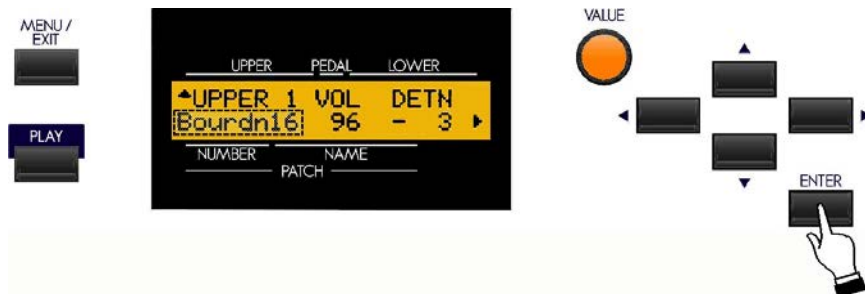 MENU /
EXIT
PLAY
UPPER PEDAL LOWER
UPPER 1 VOL DETN
Bourdn16 96 - 3
NUMBER NAME
PATCH
VALUE
ENTER